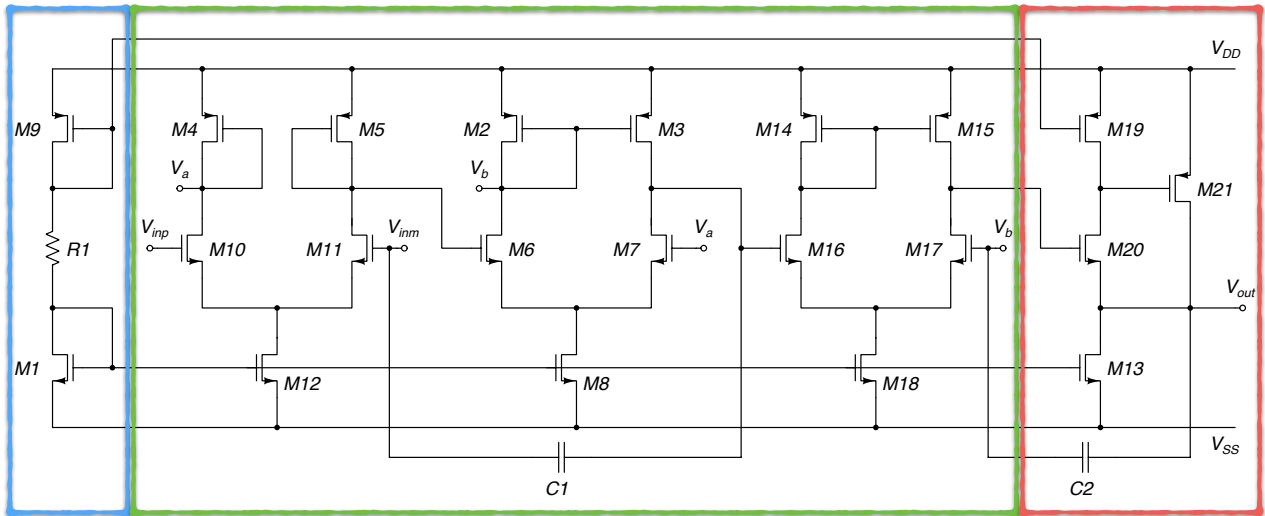 V_DD
M9 M4 M5 M2 M3 M14 M15 M19
V_a V_b M21
V_inp V_inm V_a V_b
R1 M10 M11 M6 M7 M16 M17 M20
V_out
M1 M12 M8 M18 M13
V_SS
C1 C2